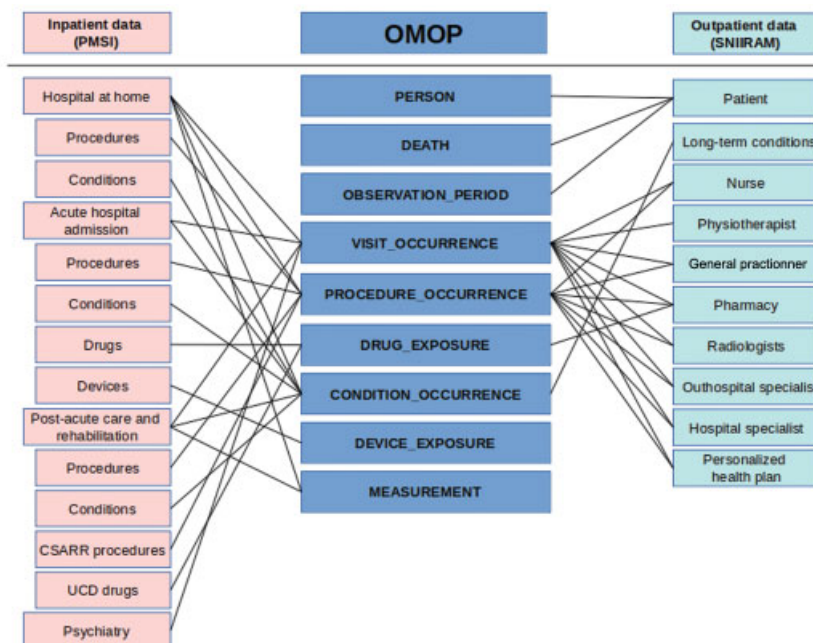 Inpatient data
(PMSI)
OMOP
Outpatient data
(SNIIRAM)
Hospital at home
Procedures
Conditions
Acute hospital
admission
Procedures
Conditions
Drugs
Devices
Post-acute care and
rehabilitation
Procedures
Conditions
CSARR procedures
UCD drugs
Psychiatry
PERSON
DEATH
OBSERVATION_PERIOD
VISIT_OCCURRENCE
PROCEDURE_OCCURRENCE
DRUG_EXPOSURE
CONDITION_OCCURRENCE
DEVICE_EXPOSURE
MEASUREMENT
Patient
Long-term conditions
Nurse
Physiotherapist
General practionner
Pharmacy
Radiologists
Outhospital specialis
Hospital specialist
Personalized
health plan